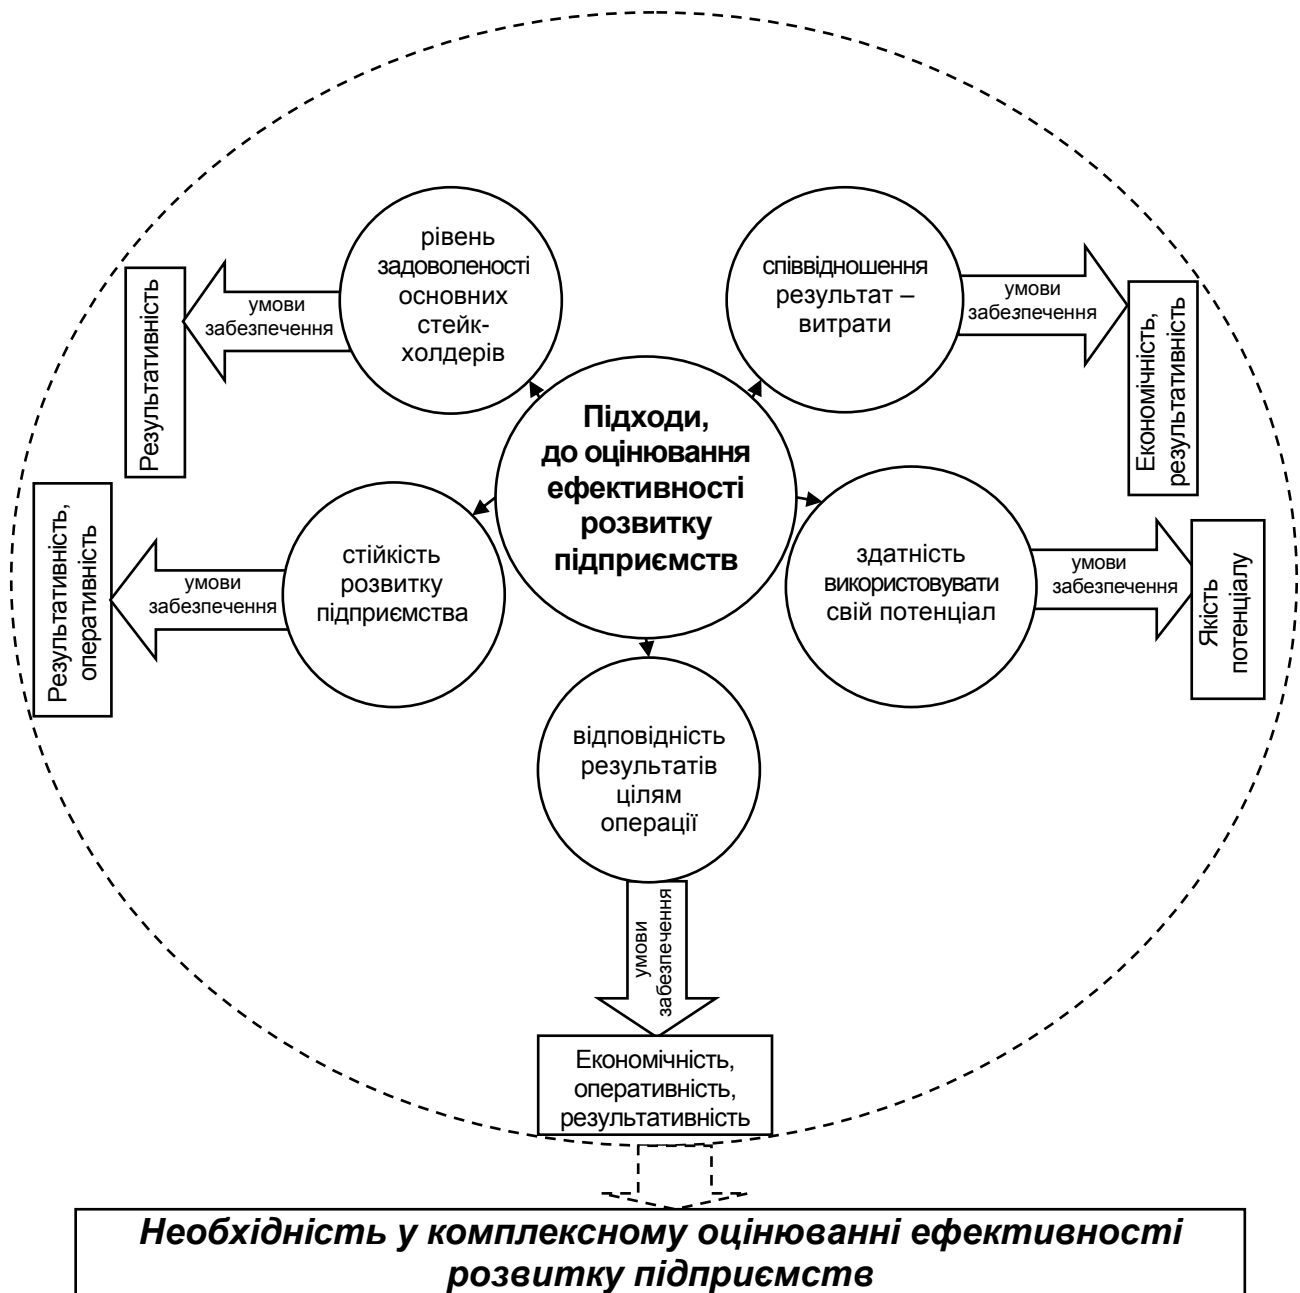 рівень
задоволеності
основних
стейк-
холдерів
співвідношення
результат –
витрати
умови
забезпечення
Результативність
умови
забезпечення
Економічність,
результативність
Підходи,
до оцінювання
ефективності
розвитку
підприємств
стійкість
розвитку
підприємства
умови
забезпечення
Результативність,
оперативність
здатність
використовувати
свій потенціал
умови
забезпечення
Якість
потенціалу
відповідність
результатів
цілям
операції
умови
забезпечення
Економічність,
оперативність,
результативність
Необхідність у комплексному оцінюванні ефективності
розвитку підприємств